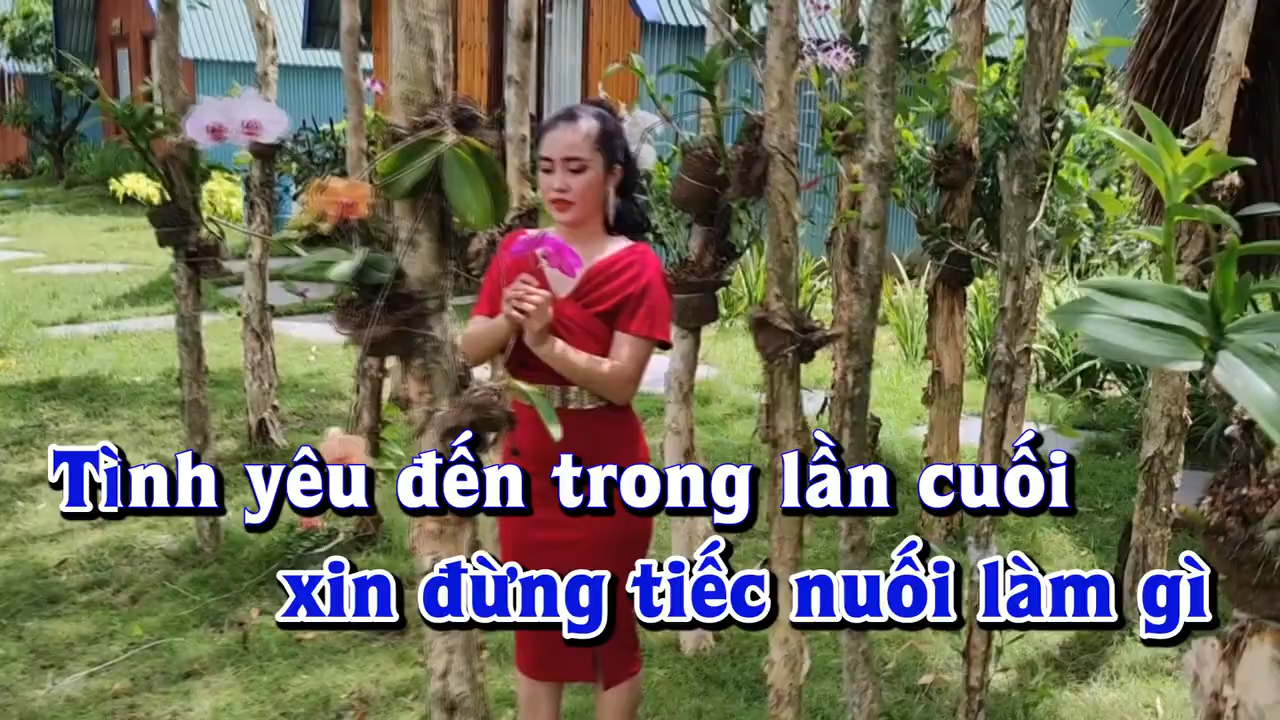 Tình yêu đến trong lần cuối
xin đừng tiếc nuối làm gì